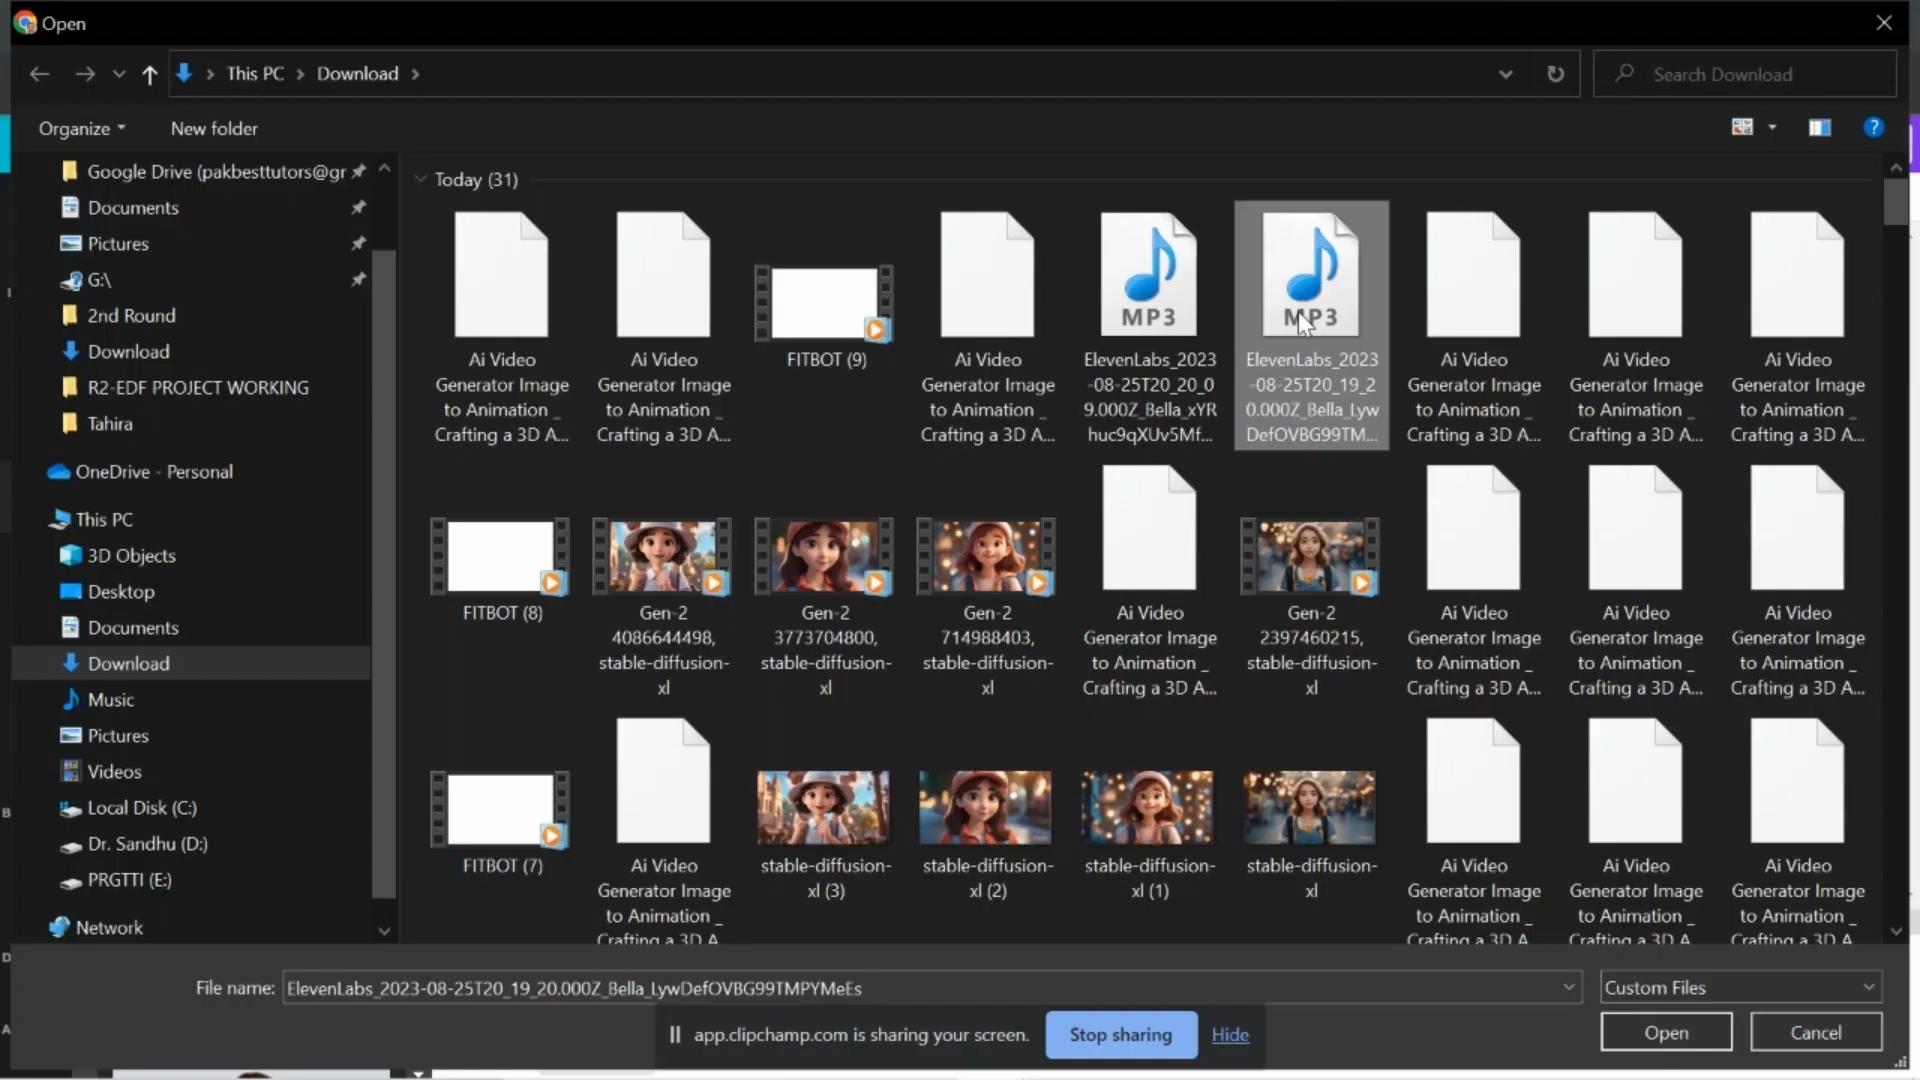 Open
This PC > Download >
Search Download
Organize
New folder
Google Drive (pakbesttutors@gr
Documents
Pictures
G:\
2nd Round
Download
R2-EDF PROJECT WORKING
Tahira
OneDrive - Personal
This PC
3D Objects
Desktop
Documents
Download
Music
Pictures
Videos
Local Disk (C:)
Dr. Sandhu (D:)
PRGTTI (E:)
Network
Today (31)
Ai Video
Generator Image
to Animation _
Crafting a 3D A...
Ai Video
Generator Image
to Animation _
Crafting a 3D A...
FITBOT (9)
Ai Video
Generator Image
to Animation _
Crafting a 3D A...
MP3
ElevenLabs_2023
-08-25T20_20_0
9.000Z_Bella_xYR
huc9qXUv5Mf...
MP3
ElevenLabs_2023
-08-25T20_19_2
0.000Z_Bella_Lyw
DefOVBG99TM...
Ai Video
Generator Image
to Animation _
Crafting a 3D A...
Ai Video
Generator Image
to Animation _
Crafting a 3D A...
Ai Video
Generator Image
to Animation _
Crafting a 3D A...
FITBOT (8)
Gen-2
4086644498,
stable-diffusion-
xl
Gen-2
3773704800,
stable-diffusion-
xl
Gen-2
714988403,
stable-diffusion-
xl
Ai Video
Generator Image
to Animation _
Crafting a 3D A...
Gen-2
2397460215,
stable-diffusion-
xl
Ai Video
Generator Image
to Animation _
Crafting a 3D A...
Ai Video
Generator Image
to Animation _
Crafting a 3D A...
Ai Video
Generator Image
to Animation _
Crafting a 3D A...
FITBOT (7)
Ai Video
Generator Image
to Animation _
Crafting a 3D A
stable-diffusion-
xl (3)
stable-diffusion-
xl (2)
stable-diffusion-
xl (1)
stable-diffusion-
xl
Ai Video
Generator Image
to Animation _
Crafting a 3D A
Ai Video
Generator Image
to Animation _
Crafting a 3D A
Ai Video
Generator Image
to Animation _
Crafting a 3D A
File name: ElevenLabs_2023-08-25T20_19_20.000Z_Bella_LywDefOVBG99TMPYMeEs
Custom Files
Open
Cancel
app.clipchamp.com is sharing your screen.
Stop sharing
Hide